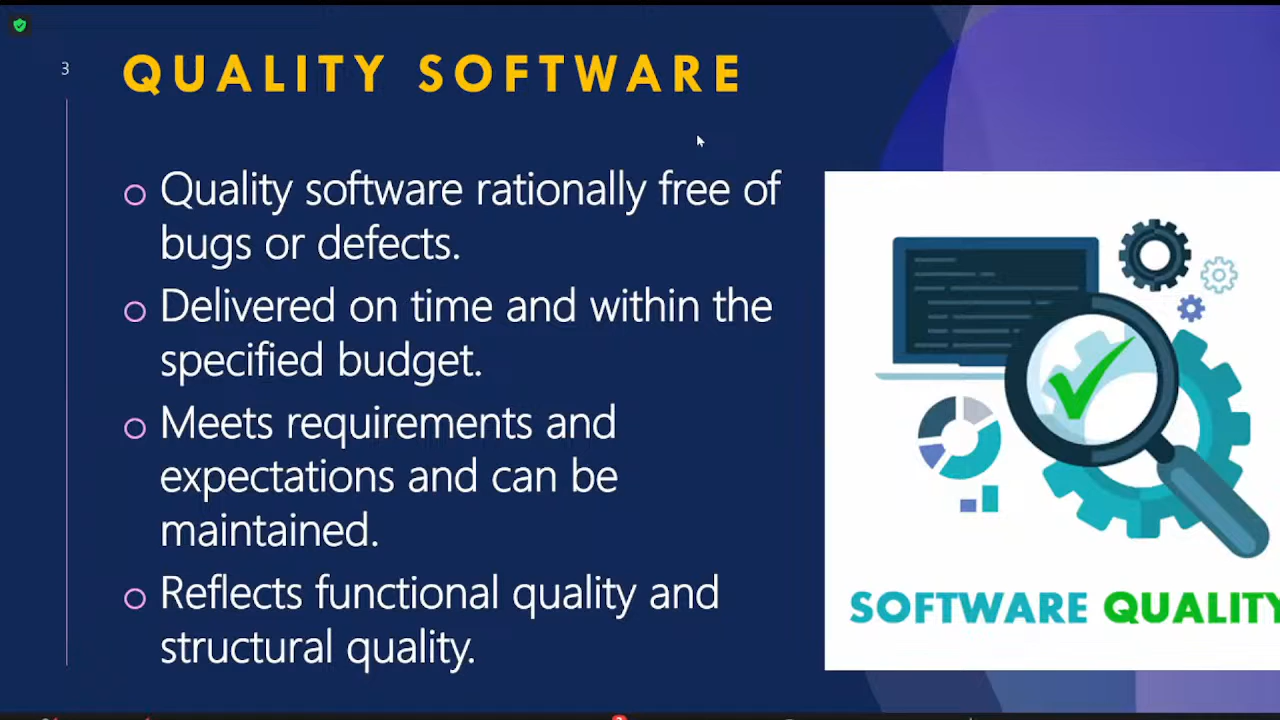 3
QUALITY SOFTWARE
Quality software rationally free of
bugs or defects.
Delivered on time and within the
specified budget.
Meets requirements and
expectations and can be
maintained.
Reflects functional quality and
structural quality.
SOFTWARE QUALITY